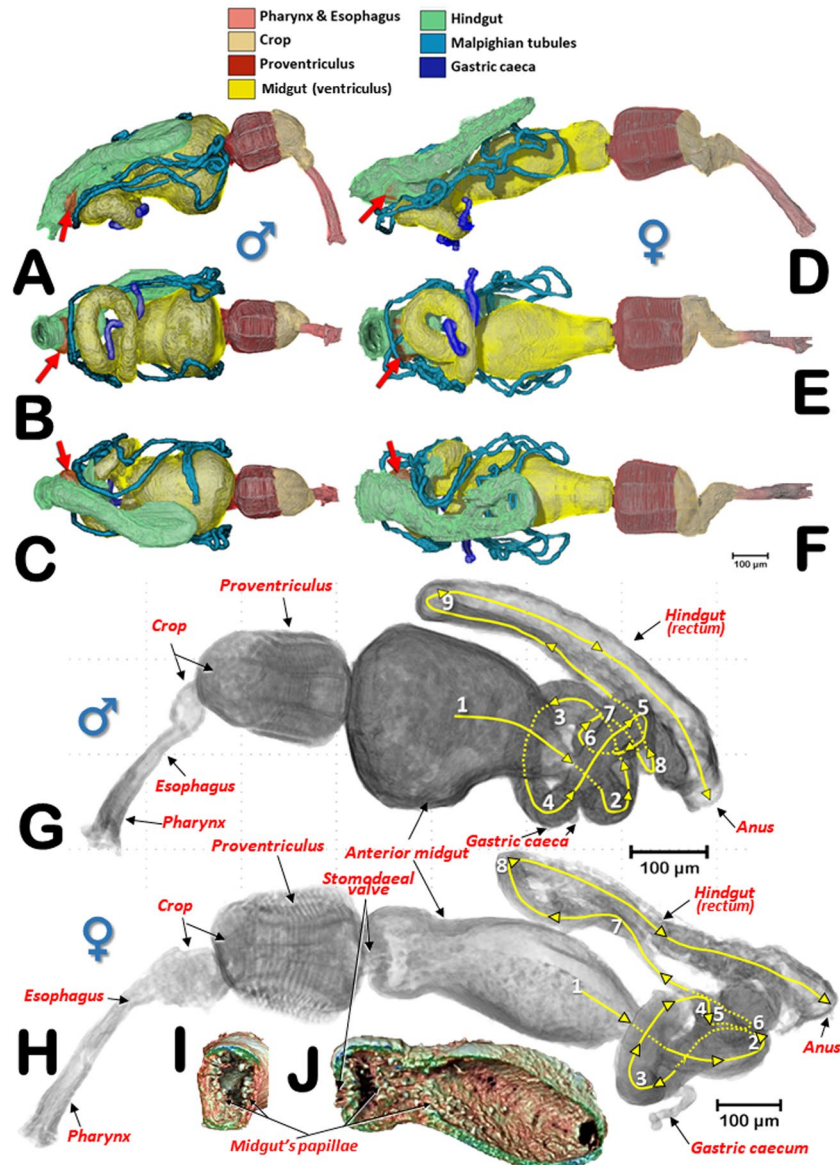 Pharynx & Esophagus
Crop
Proventriculus
Midgut (ventriculus)
Hindgut
Malpighian tubules
Gastric caeca
♂
♀
A
D
B
E
C
F
100 µm
Proventriculus
Crop
9
Hindgut
(rectum)
♂
1
3
7
5
6
8
4
2
Esophagus
G
Pharynx
Gastric caeca
Anus
100 µm
Anterior midgut
Proventriculus
Stomodaeal
valve
Crop
8
Hindgut
(rectum)
♀
7
Esophagus
1
4
5
6
2
3
Anus
H
I
J
100 µm
Pharynx
Midgut's papillae
Gastric caecum